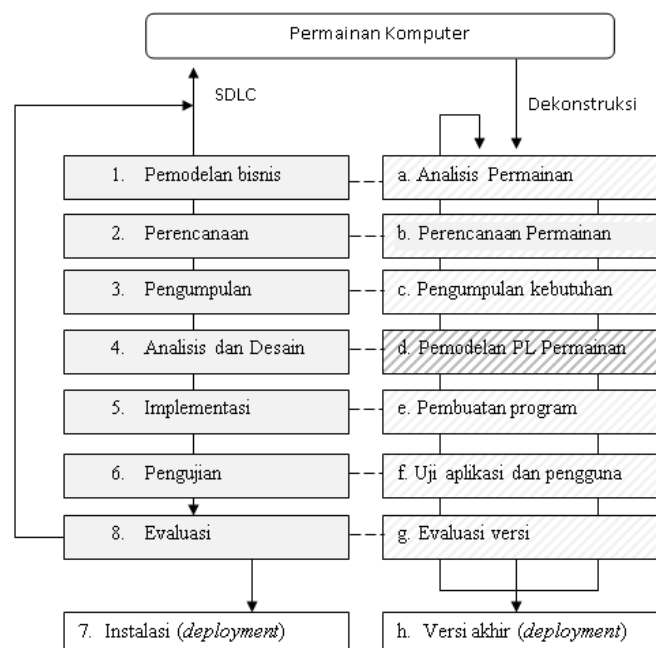 Permainan Komputer
SDLC
Dekonstruksi
1. Pemodelan bisnis
a. Analisis Permainan
2. Perencanaan
b. Perencanaan Permainan
3. Pengumpulan
c. Pengumpulan kebutuhan
4. Analisis dan Desain
d. Pemodelan PL Permainan
5. Implementasi
e. Pembuatan program
6. Pengujian
f. Uji aplikasi dan pengguna
8. Evaluasi
g. Evaluasi versi
7. Instalasi (deployment)
h. Versi akhir (deployment)